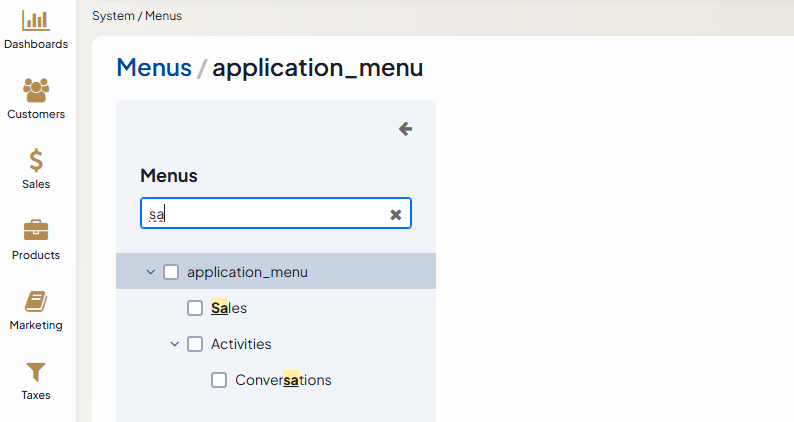 System / Menus
Dashboards
Customers
Sales
Products
Marketing
Taxes
Menus / application_menu
Menus
sa
application_menu
Sales
Activities
Conversations